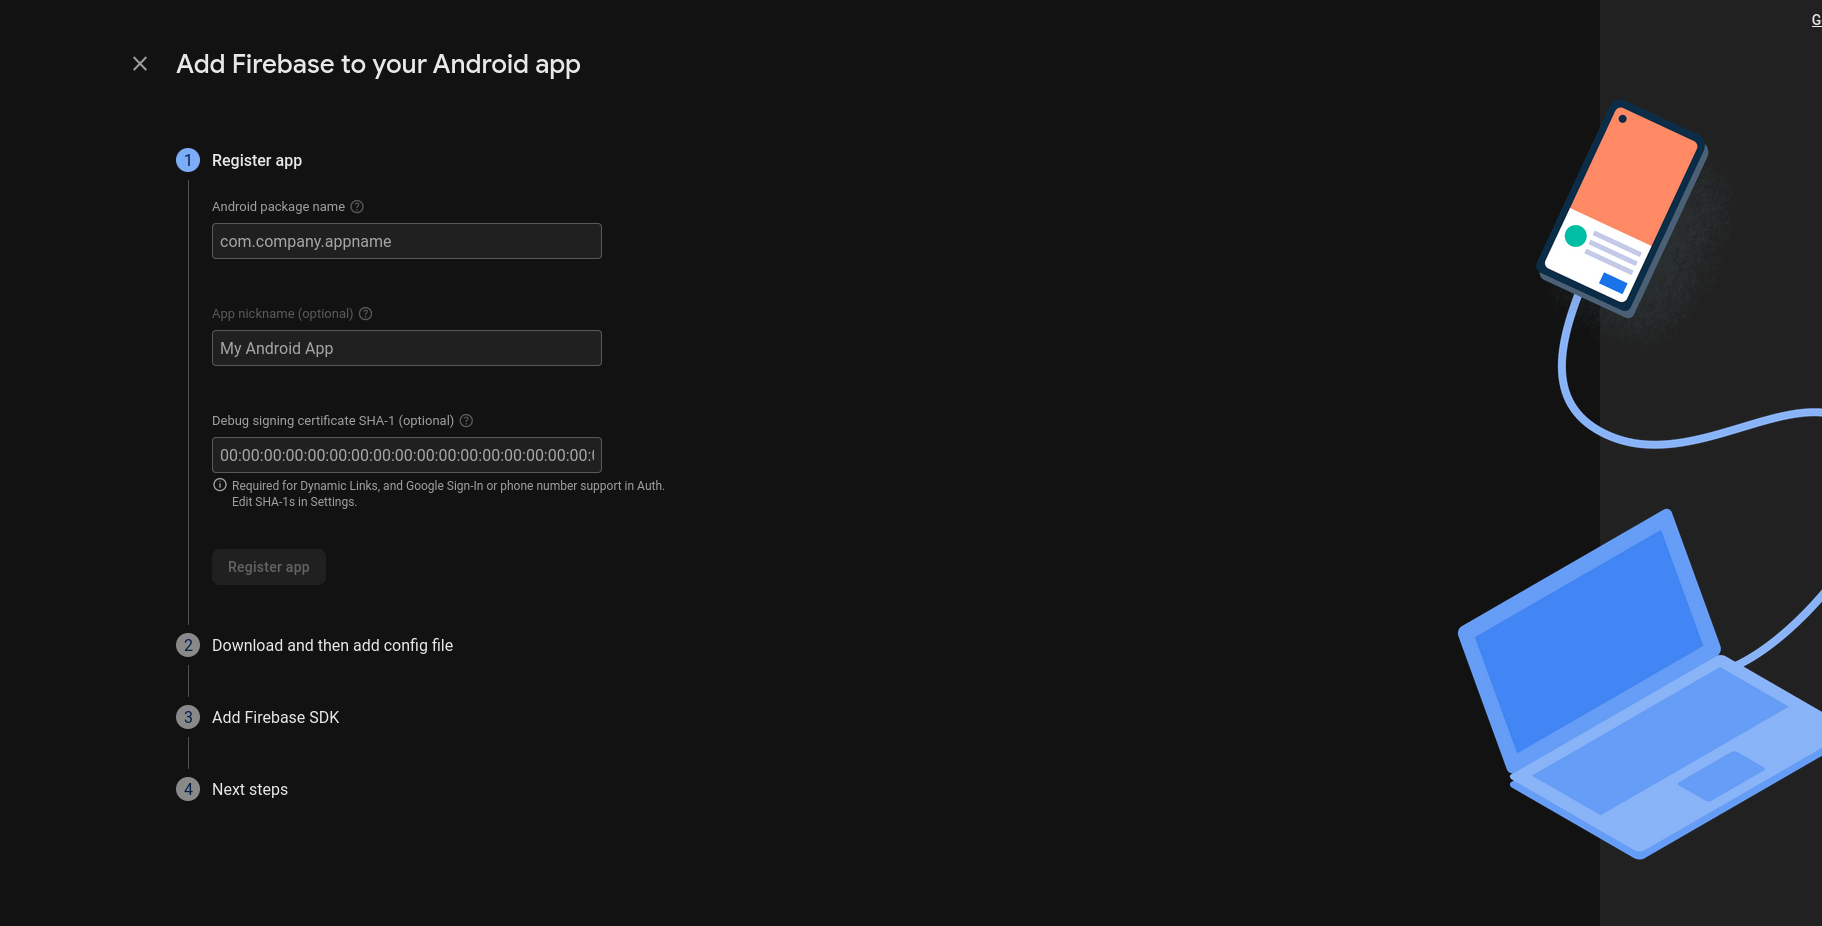 G
Add Firebase to your Android app
1 Register app
Android package name
com.company.appname
App nickname (optional)
My Android App
Debug signing certificate SHA-1 (optional)
00:00:00:00:00:00:00:00:00:00:00:00:00:00:00:00:00:
Required for Dynamic Links, and Google Sign-In or phone number support in Auth.
Edit SHA-1s in Settings.
Register app
2 Download and then add config file
3 Add Firebase SDK
4 Next steps